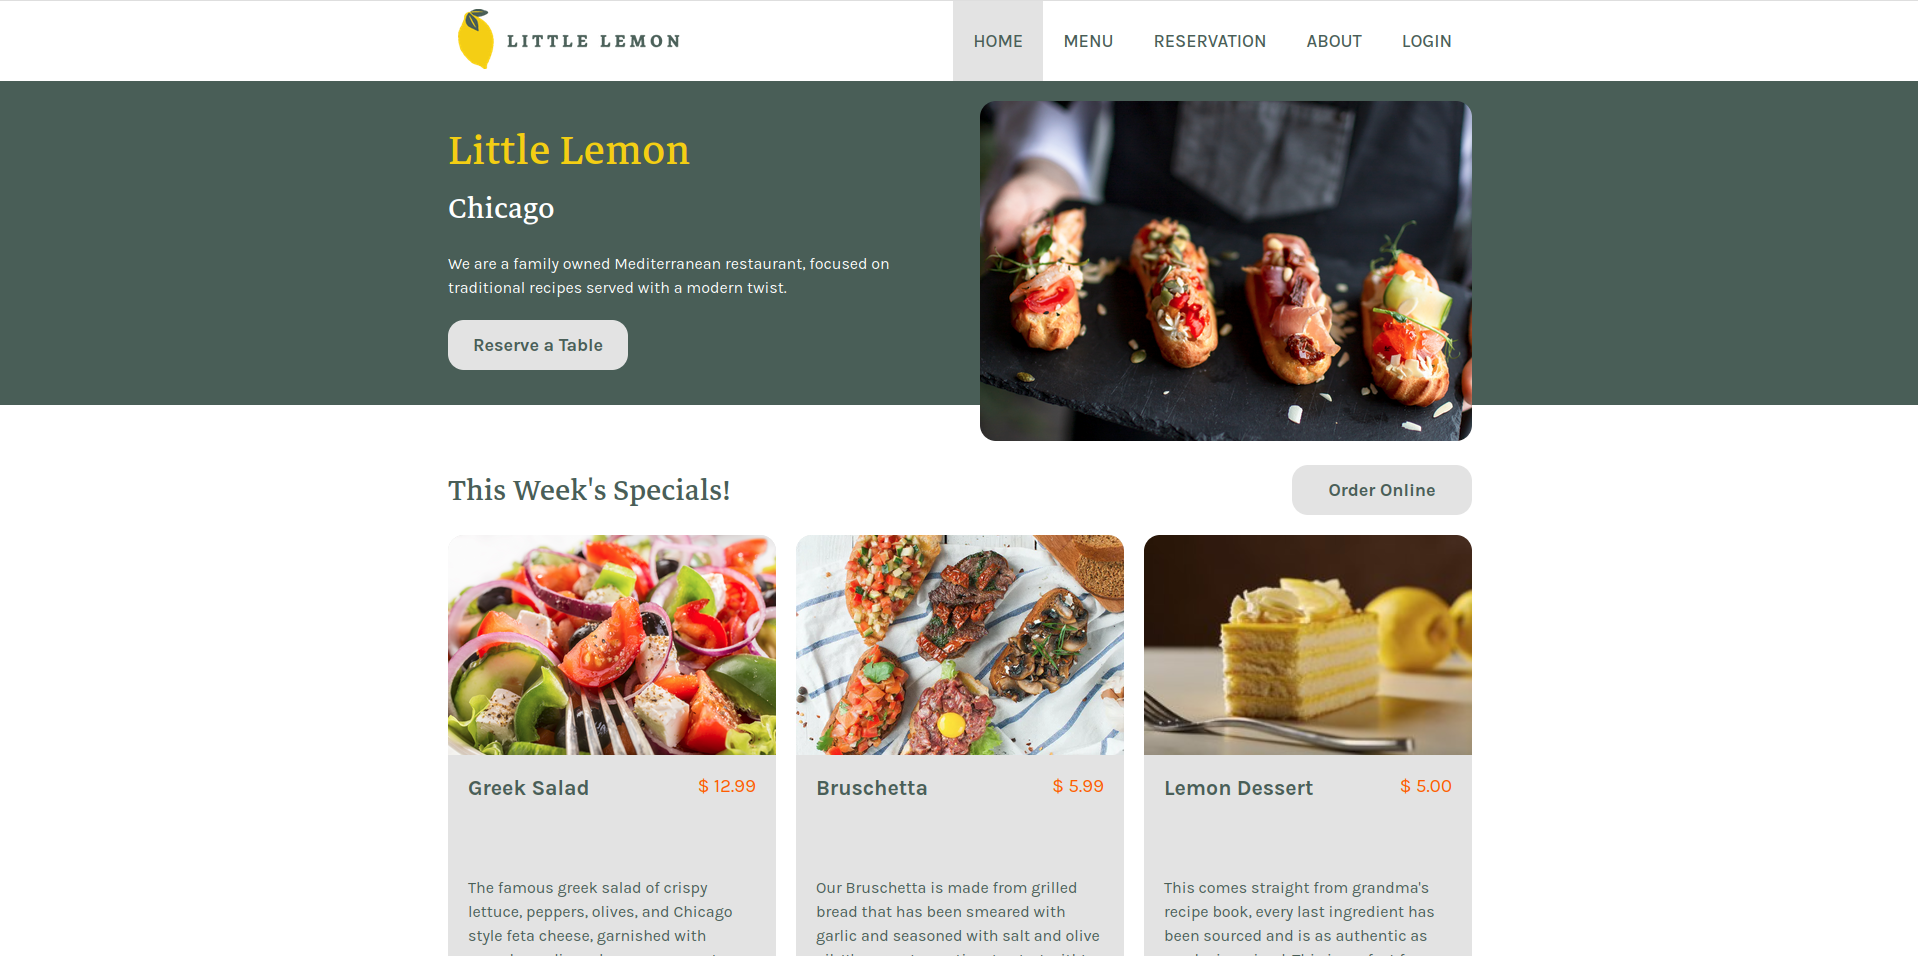 LITTLE LEMON
HOME MENU RESERVATION ABOUT LOGIN
Little Lemon
Chicago
We are a family owned Mediterranean restaurant, focused on
traditional recipes served with a modern twist.
Reserve a Table
This Week's Specials!
Order Online
Greek Salad $ 12.99
The famous greek salad of crispy
lettuce, peppers, olives, and Chicago
style feta cheese, garnished with
Bruschetta $ 5.99
Our Bruschetta is made from grilled
bread that has been smeared with
garlic and seasoned with salt and olive
Lemon Dessert $ 5.00
This comes straight from grandma's
recipe book, every last ingredient has
been sourced and is as authentic as